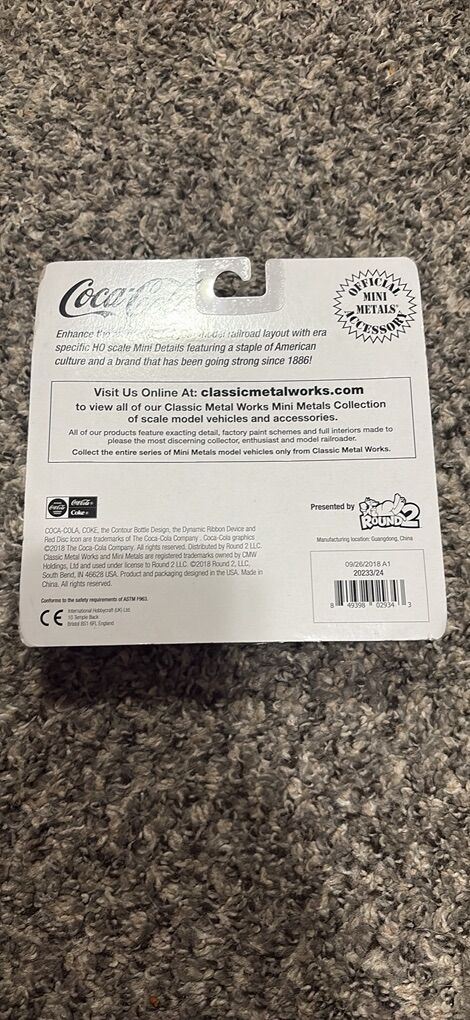 Coca-Cola
OFFICIAL
MINI
METALS®
ACCESSORY
Enhance model railroad layout with era
specific HO scale Mini Details featuring a staple of American
culture and a brand that has been going strong since 1886!
Visit Us Online At: classicmetalworks.com
to view all of our Classic Metal Works Mini Metals Collection
of scale model vehicles and accessories.
All of our products feature exacting detail, factory paint schemes and full interiors made to
please the most discerning collector, enthusiast and model railroader.
Collect the entire series of Mini Metals model vehicles only from Classic Metal Works.
Coca-Cola
Coke
Presented by
ROUND 2
Manufacturing location: Guangdong, China
COCA-COLA, COKE, the Contour Bottle Design, the Dynamic Ribbon Device and
Red Disc Icon are trademarks of The Coca-Cola Company. Coca-Cola graphics
©2018 The Coca-Cola Company. All rights reserved. Distributed by Round 2 LLC.
Classic Metal Works and Mini Metals are registered trademarks owned by CMW
Holdings, Ltd and used under license to Round 2 LLC. ©2018 Round 2, LLC,
South Bend, IN 46628 USA. Product and packaging designed in the USA. Made in
China. All rights reserved.
Conforms to the safety requirements of ASTM F963.
CE
International Hobbycraft (UK) Ltd.
10 Temple Back
Bristol BS1 6FL England
09/26/2018 A1
20233/24
8 49398 02934 3